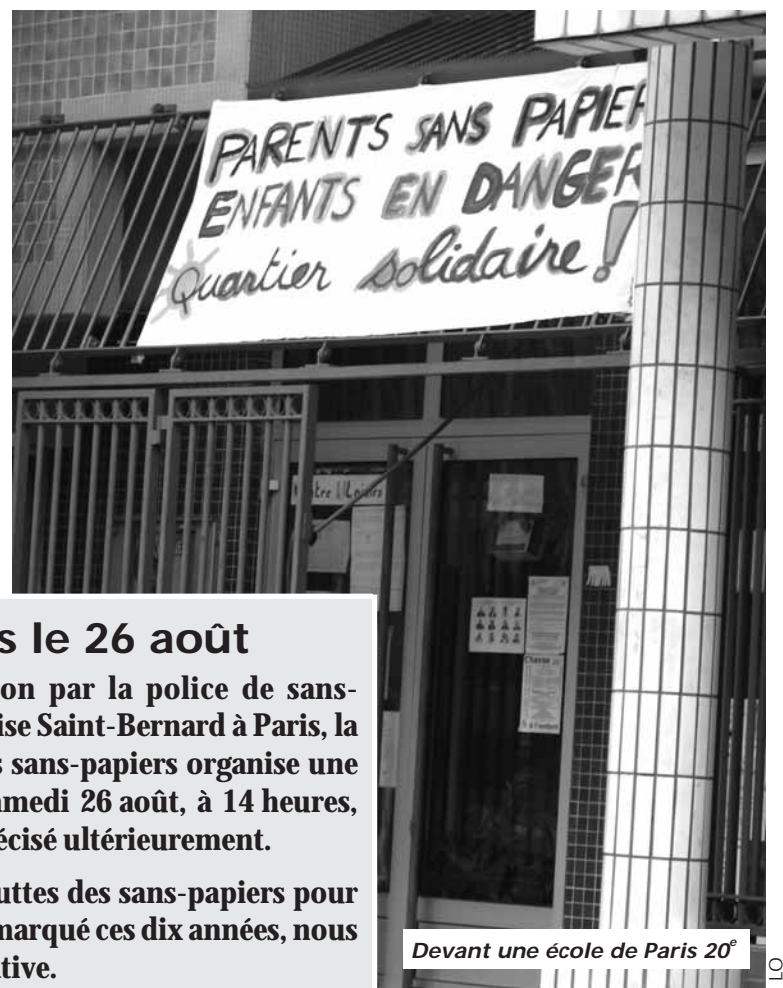 PARENTS SANS PAPIER
ENFANTS EN DANGER
Quartier solidaire !
s le 26 août
on par la police de sans-
ise Saint-Bernard à Paris, la
s sans-papiers organise une
amedi 26 août, à 14 heures,
écisé ultérieurement.
uttes des sans-papiers pour
marqué ces dix années, nous
tive.
Devant une école de Paris 20e
LO